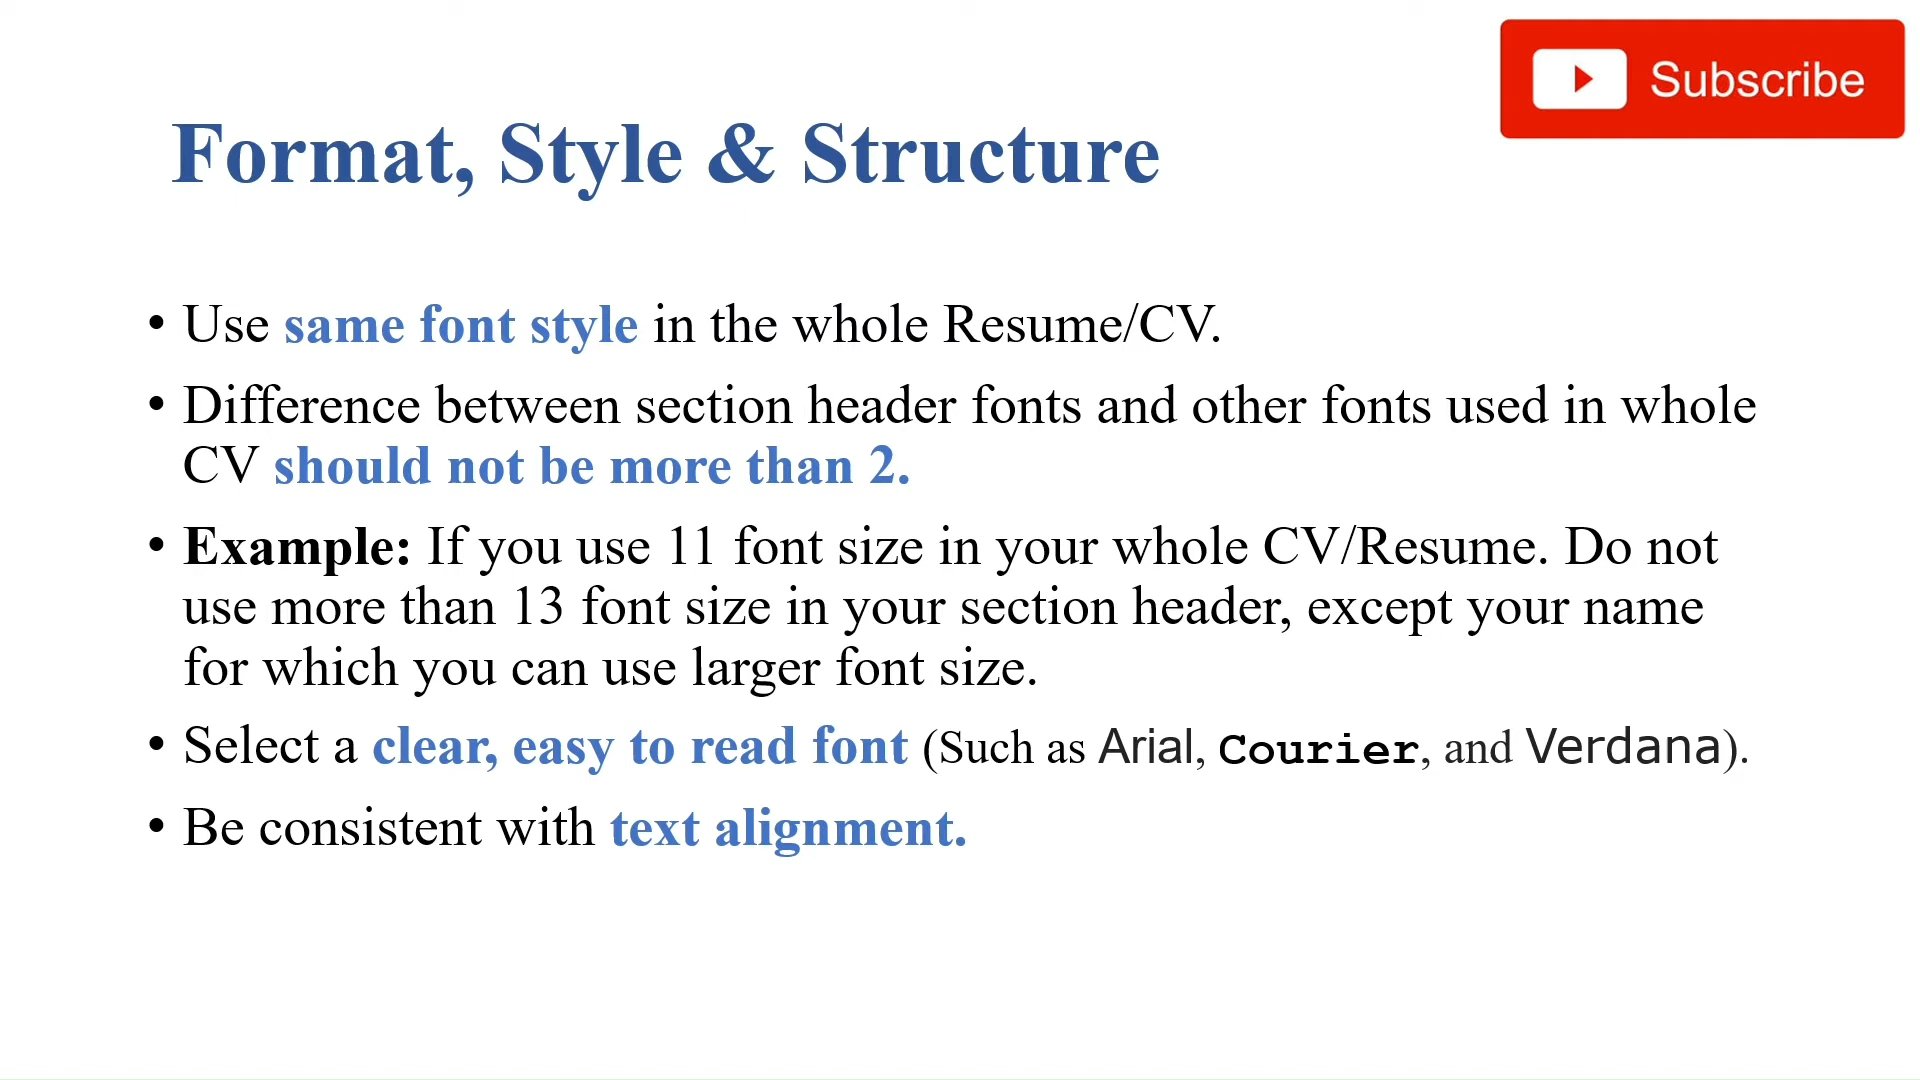 Subscribe
Format, Style & Structure
• Use same font style in the whole Resume/CV.
• Difference between section header fonts and other fonts used in whole
CV should not be more than 2.
• Example: If you use 11 font size in your whole CV/Resume. Do not
use more than 13 font size in your section header, except your name
for which you can use larger font size.
• Select a clear, easy to read font (Such as Arial, Courier, and Verdana).
• Be consistent with text alignment.